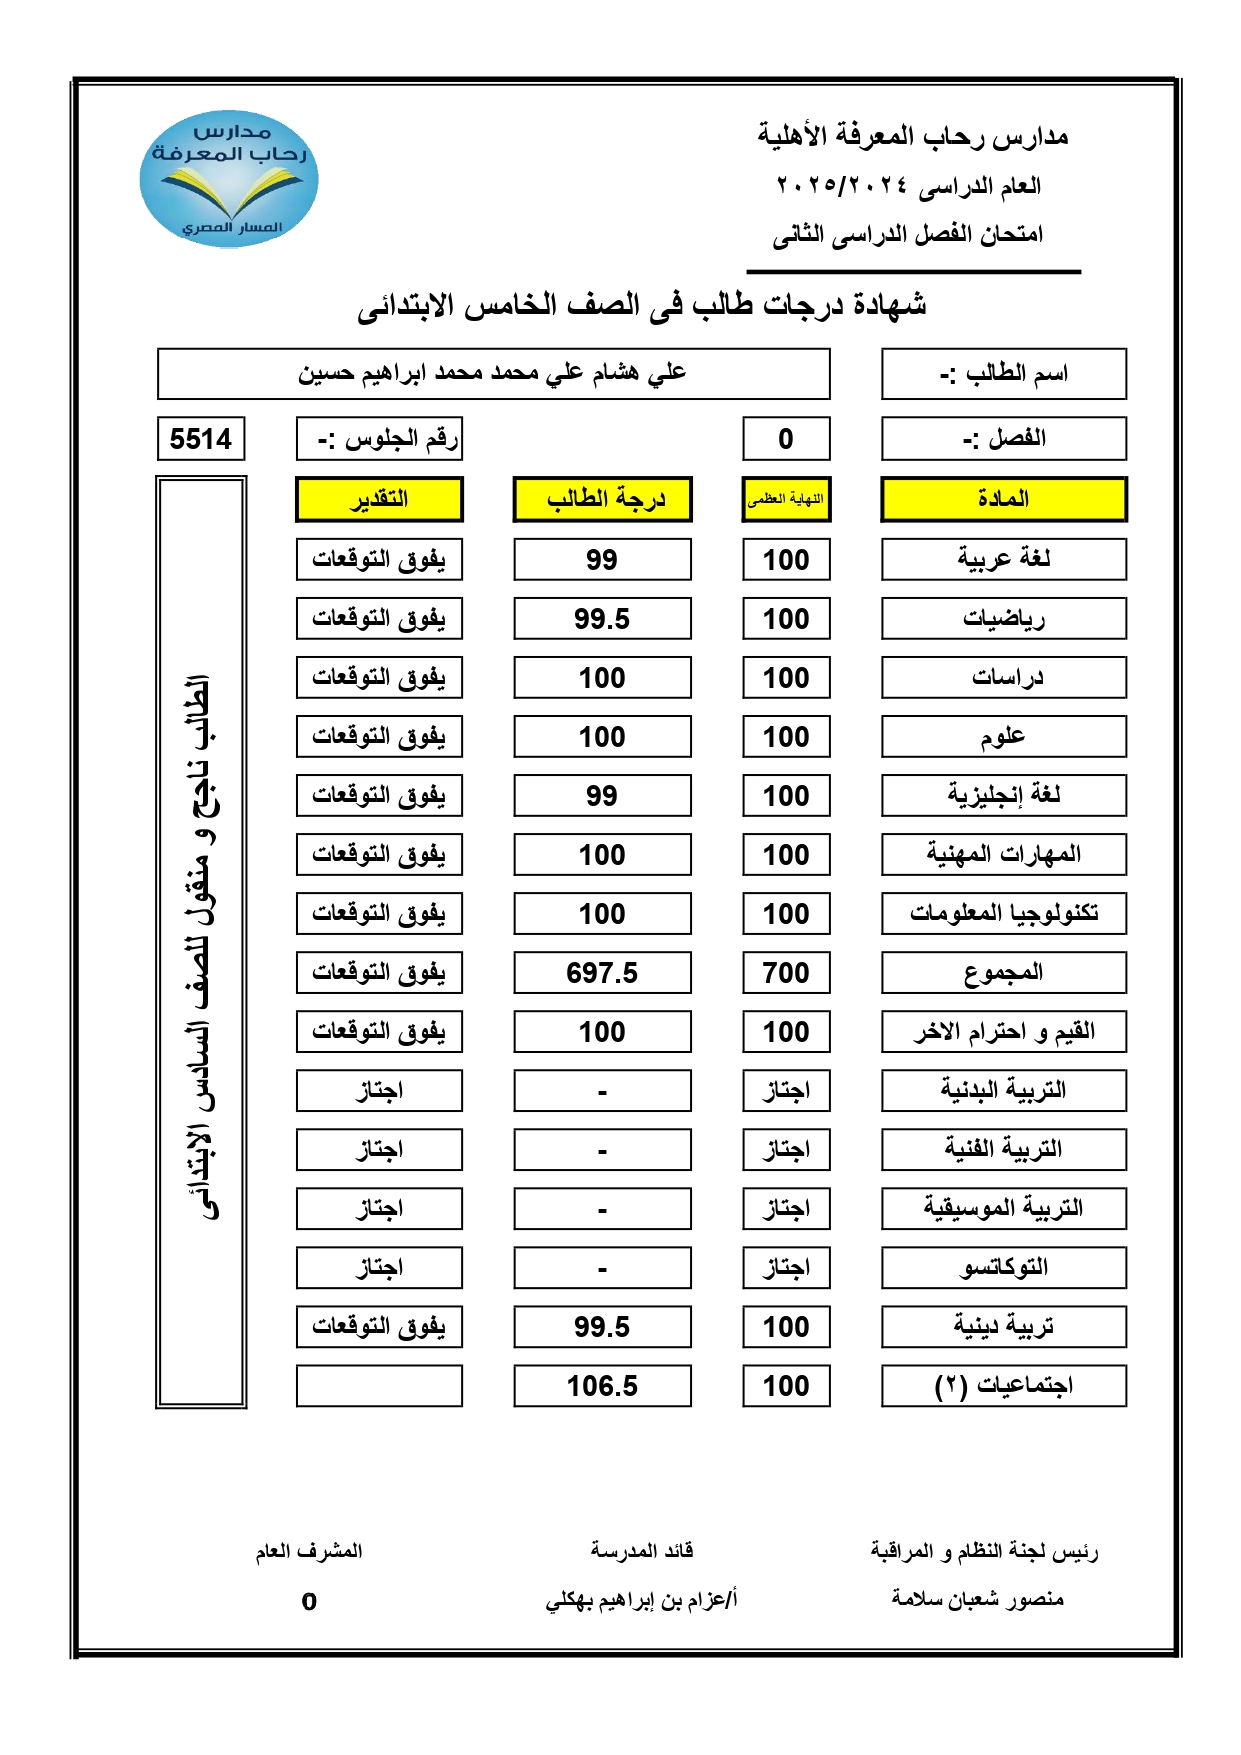 مدارس رحاب المعرفة الأهلية
مدارس
رحاب المعرفة
المسار المصري
العام الدراسى ٢٠٢٥/٢٠٢٤
امتحان الفصل الدراسى الثانى
شهادة درجات طالب فى الصف الخامس الابتدائى
اسم الطالب :- علي هشام علي محمد محمد ابراهيم حسين
الفصل :- 0 رقم الجلوس :- 5514
المادة النهاية العظمى درجة الطالب التقدير
لغة عربية 100 99 يفوق التوقعات
رياضيات 100 99.5 يفوق التوقعات
دراسات 100 100 يفوق التوقعات
علوم 100 100 يفوق التوقعات
لغة إنجليزية 100 99 يفوق التوقعات
المهارات المهنية 100 100 يفوق التوقعات
تكنولوجيا المعلومات 100 100 يفوق التوقعات
المجموع 700 697.5 يفوق التوقعات
القيم و احترام الاخر 100 100 يفوق التوقعات
التربية البدنية اجتاز - اجتاز
التربية الفنية اجتاز - اجتاز
التربية الموسيقية اجتاز - اجتاز
التوكاتسو اجتاز - اجتاز
تربية دينية 100 99.5 يفوق التوقعات
اجتماعيات (٢) 100 106.5
الطالب ناجح و منقول للصف السادس الابتدائى
رئيس لجنة النظام و المراقبة قائد المدرسة المشرف العام
منصور شعبان سلامة أ/عزام بن إبراهيم بهكلي 0